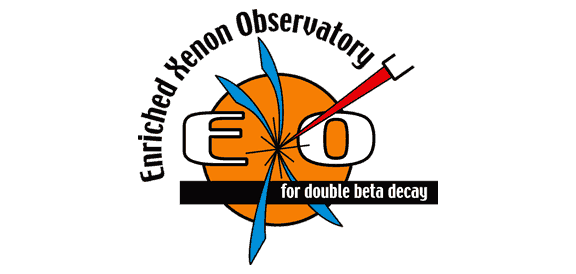 Enriched Xenon Observatory
EXO
for double beta decay